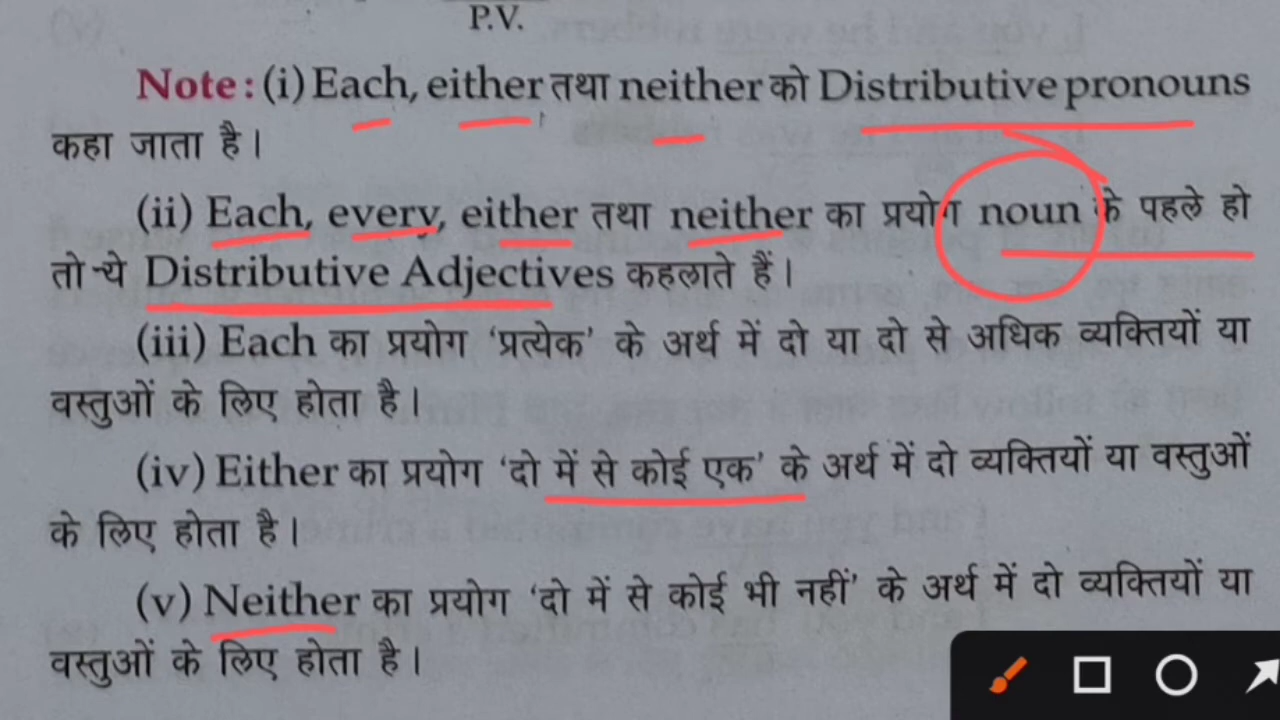 P.V.
Note: (i) Each, either तथा neither को Distributive pronouns
कहा जाता है।
(ii) Each, every, either तथा neither का प्रयोग noun के पहले हो
तो ये Distributive Adjectives कहलाते हैं।
(iii) Each का प्रयोग ‘प्रत्येक’ के अर्थ में दो या दो से अधिक व्यक्तियों या
वस्तुओं के लिए होता है।
(iv) Either का प्रयोग ‘दो में से कोई एक’ के अर्थ में दो व्यक्तियों या वस्तुओं
के लिए होता है।
(v) Neither का प्रयोग ‘दो में से कोई भी नहीं’ के अर्थ में दो व्यक्तियों या
वस्तुओं के लिए होता है।